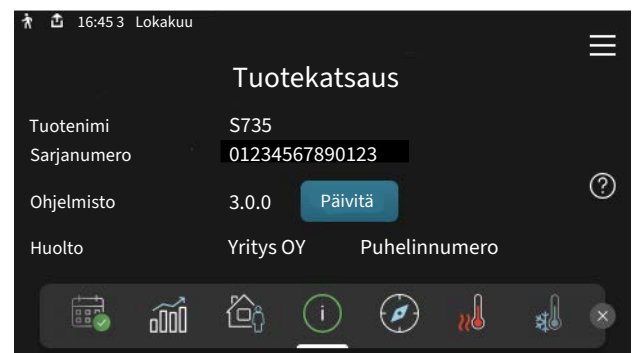 16:45 3 Lokakuu
Tuotekatsaus
Tuotenimi S735
Sarjanumero 01234567890123
Ohjelmisto 3.0.0 Päivitä
Huolto Yritys OY Puhelinnumero